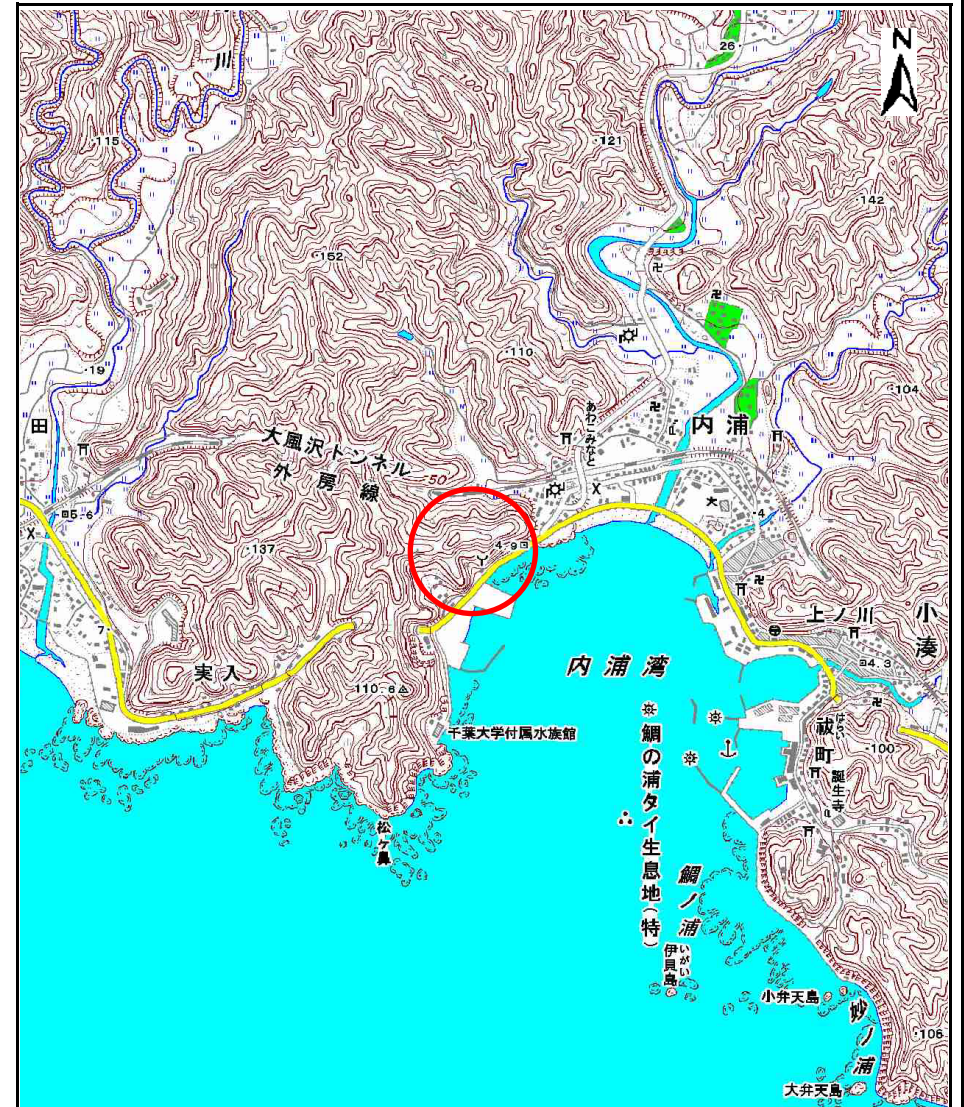 N
川
26
115
121
142
152
19
110
104
あわこみなと
内浦
田
大風沢トンネル
外房線
50
5.6
4.9
4
137
7
実入
上ノ川
小湊
4.3
内浦湾
110.6
祓町
はらい
100
誕生寺
千葉大学付属水族館
鯛の浦タイ生息地(特)
松ヶ鼻
鯛ノ浦
伊貝島
いがい
小弁天島
妙ノ浦
106
大弁天島